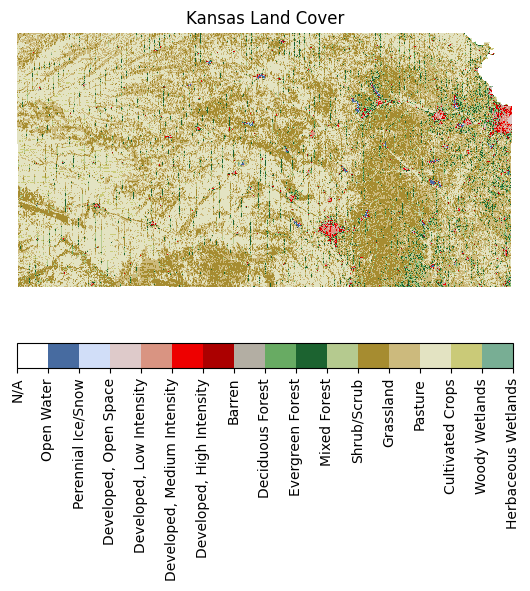 Kansas Land Cover
N/A
Open Water
Perennial Ice/Snow
Developed, Open Space
Developed, Low Intensity
Developed, Medium Intensity
Developed, High Intensity
Barren
Deciduous Forest
Evergreen Forest
Mixed Forest
Shrub/Scrub
Grassland
Pasture
Cultivated Crops
Woody Wetlands
Herbaceous Wetlands